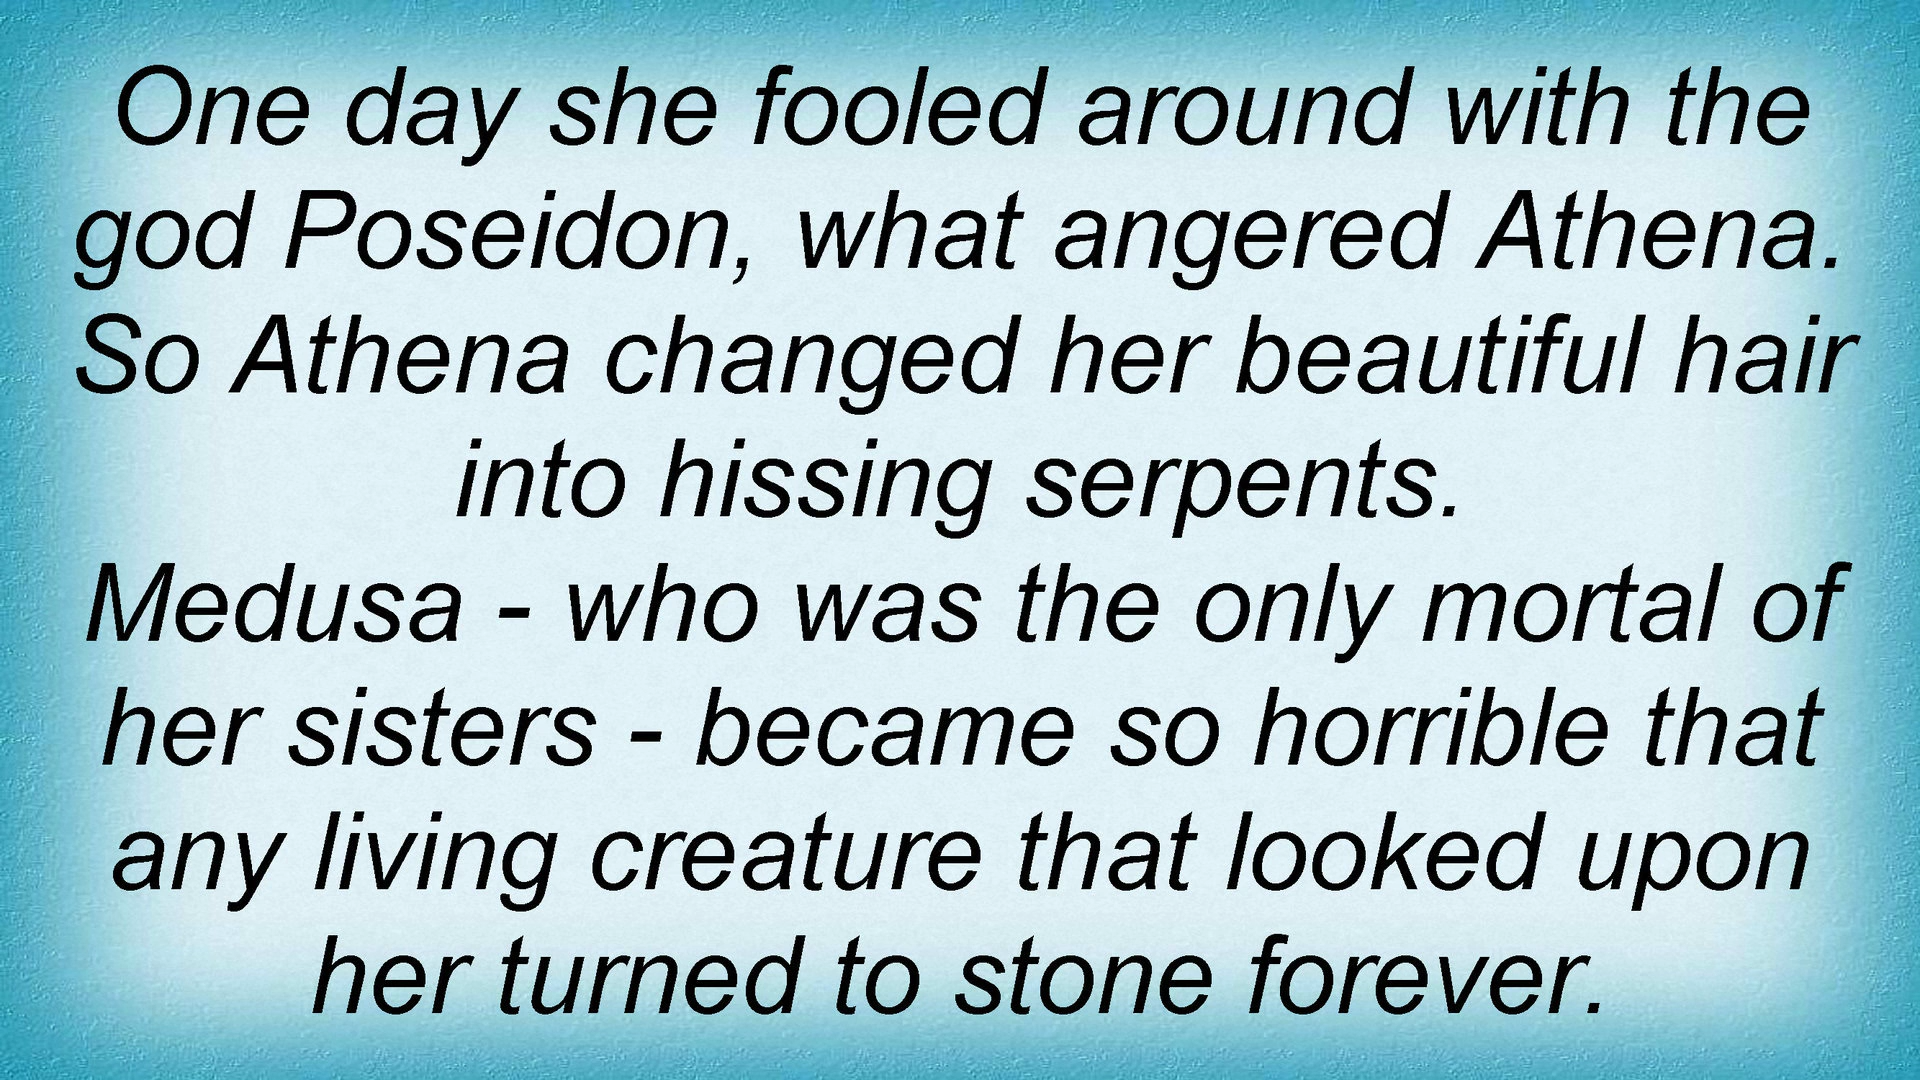 One day she fooled around with the
god Poseidon, what angered Athena.
So Athena changed her beautiful hair
into hissing serpents.
Medusa - who was the only mortal of
her sisters - became so horrible that
any living creature that looked upon
her turned to stone forever.